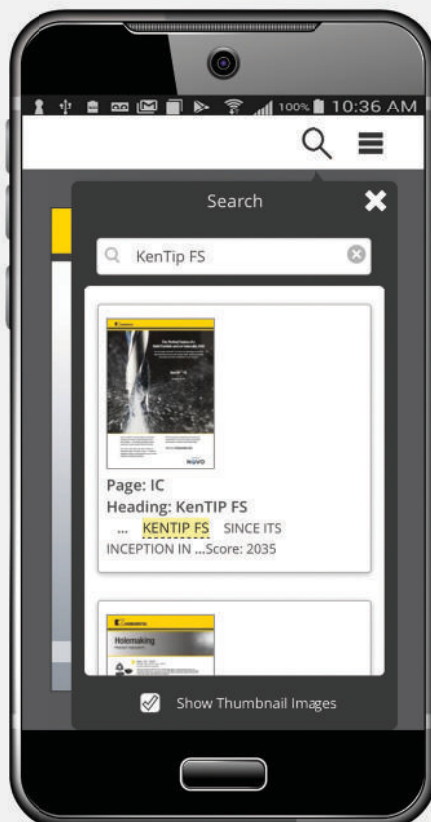 100% 10:36 AM
Search
KenTip FS
Page: IC
Heading: KenTIP FS
... KENTIP FS SINCE ITS
INCEPTION IN ...Score: 2035
Holemaking
Show Thumbnail Images